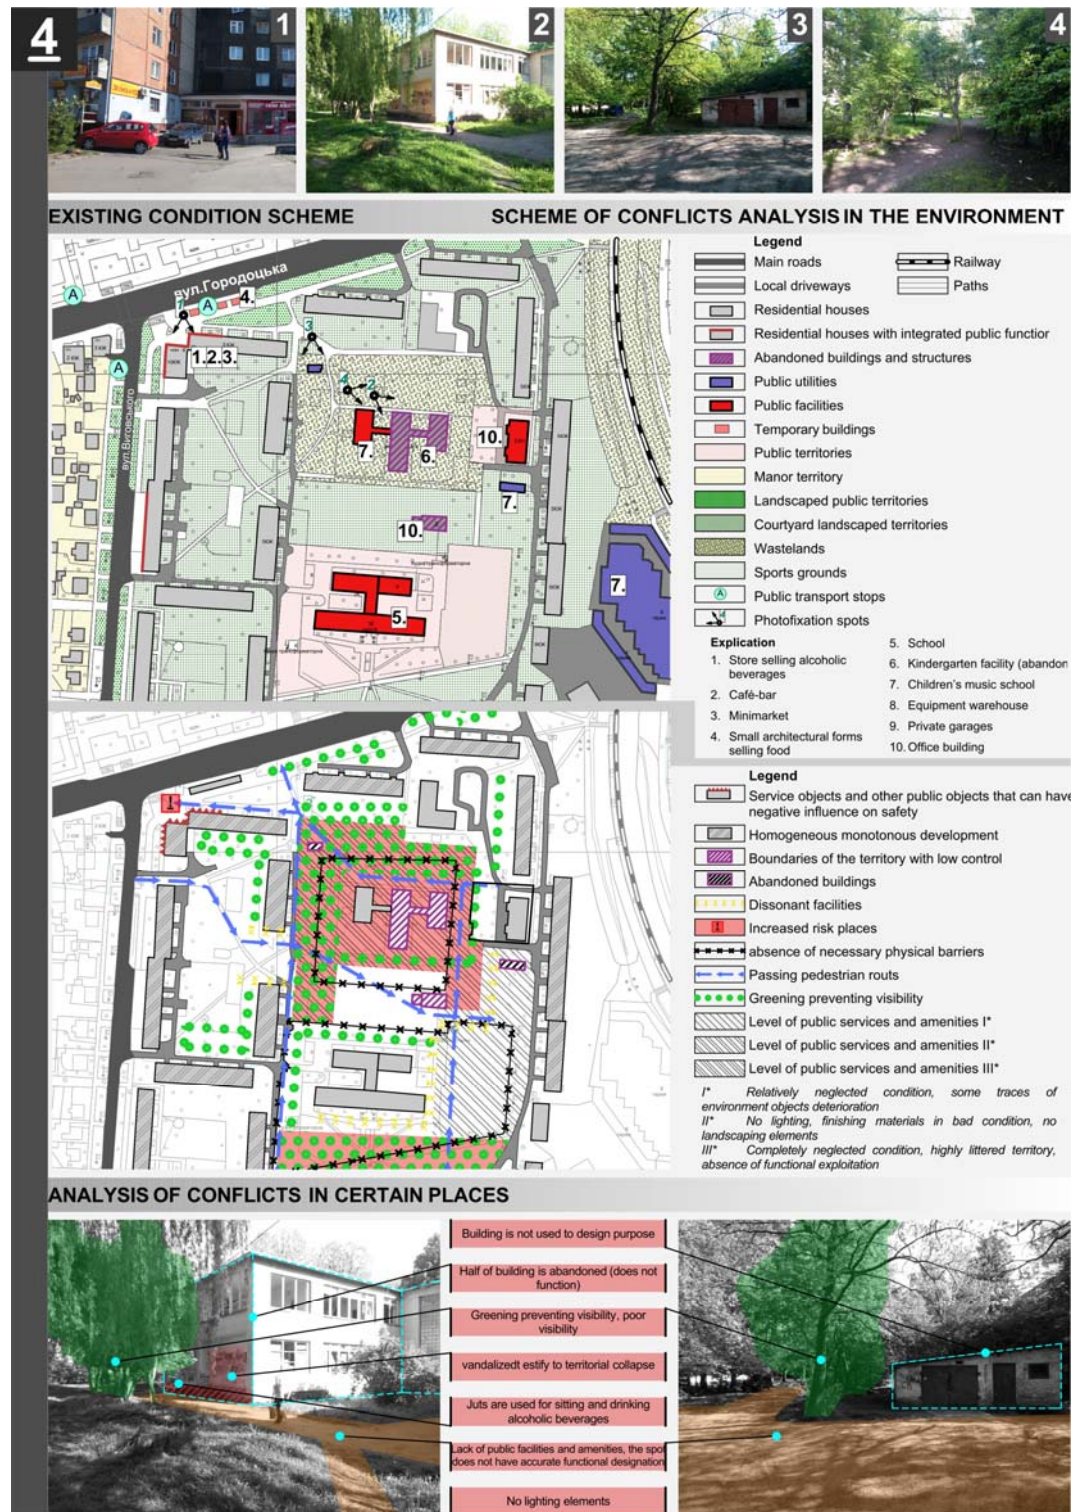 4
1
2
3
4
EXISTING CONDITION SCHEME
SCHEME OF CONFLICTS ANALYSIS IN THE ENVIRONMENT
вул.Городоцька
вул.Виговського
A
A
A
1
4.
3
1.2.3.
4
2
7.
6.
10.
7.
10.
7.
5.
Legend
Main roads
Railway
Local driveways
Paths
Residential houses
Residential houses with integrated public functior
Abandoned buildings and structures
Public utilities
Public facilities
Temporary buildings
Public territories
Manor territory
Landscaped public territories
Courtyard landscaped territories
Wastelands
Sports grounds
A
Public transport stops
4
Photofixation spots
Explication
1. Store selling alcoholic
beverages
2. Café-bar
3. Minimarket
4. Small architectural forms
selling food
5. School
6. Kindergarten facility (abandon
7. Children's music school
8. Equipment warehouse
9. Private garages
10. Office building
Legend
Service objects and other public objects that can have
negative influence on safety
Homogeneous monotonous development
Boundaries of the territory with low control
Abandoned buildings
Dissonant facilities
Increased risk places
absence of necessary physical barriers
Passing pedestrian routs
Greening preventing visibility
Level of public services and amenities I*
Level of public services and amenities II*
Level of public services and amenities III*
I* Relatively neglected condition, some traces of
environment objects deterioration
II* No lighting, finishing materials in bad condition, no
landscaping elements
III* Completely neglected condition, highly littered territory,
absence of functional exploitation
ANALYSIS OF CONFLICTS IN CERTAIN PLACES
Building is not used to design purpose
Half of building is abandoned (does not
function)
Greening preventing visibility, poor
visibility
vandalizedt estify to territorial collapse
Juts are used for sitting and drinking
alcoholic beverages
Lack of public facilities and amenities, the spot
does not have accurate functional designation
No lighting elements